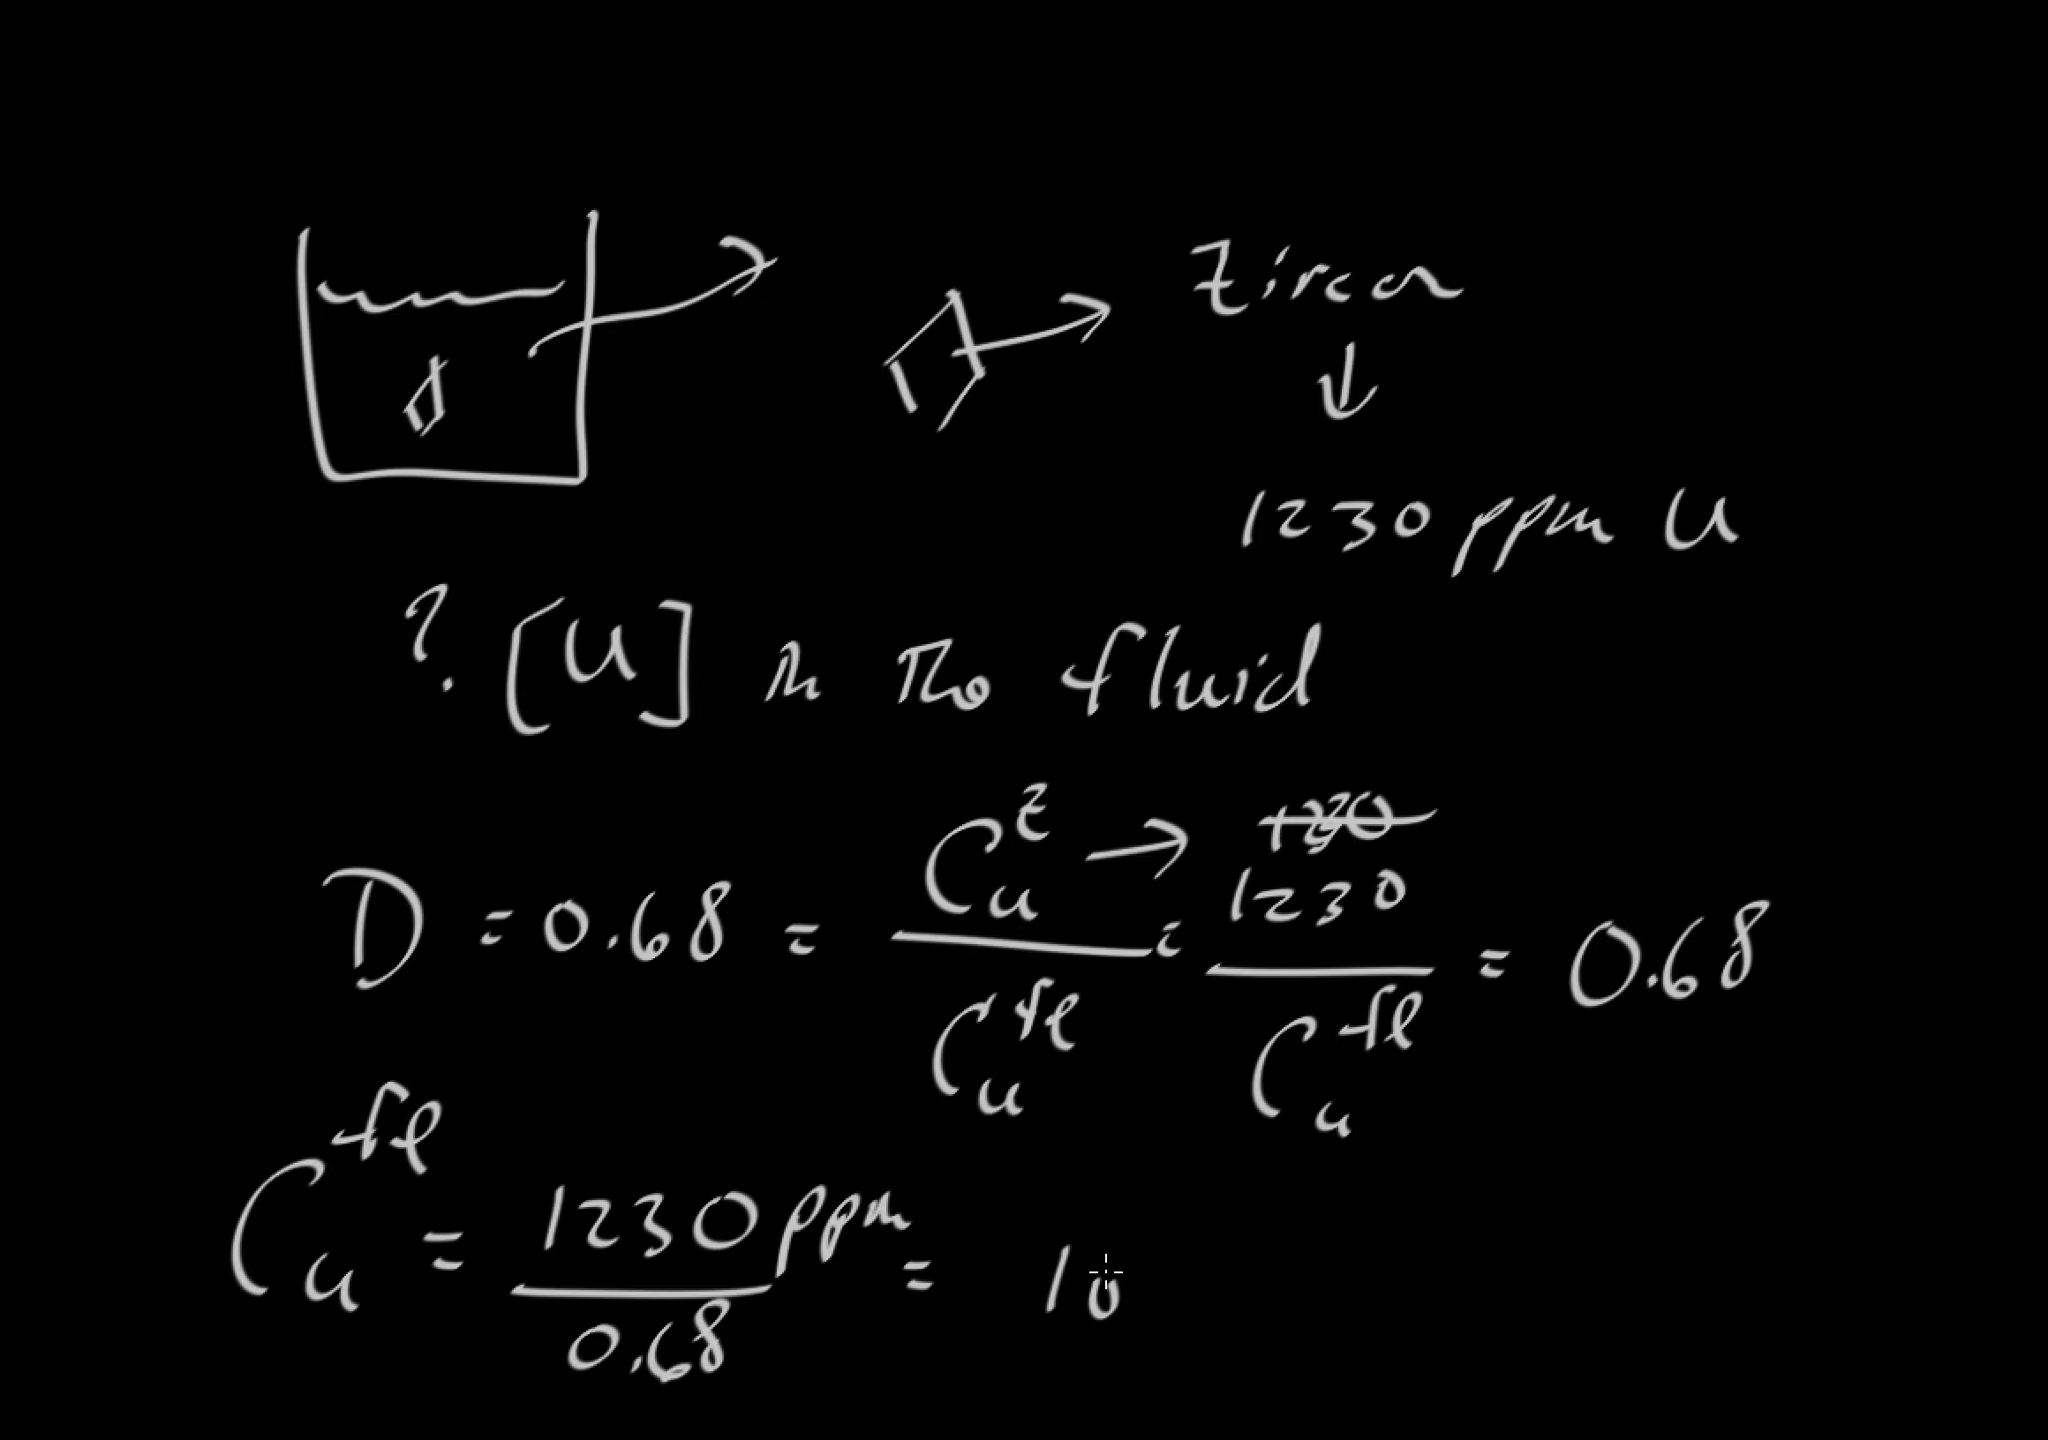 Zircon
↓
1230 ppm U
? [U] in the fluid
1230
D = 0.68 = C_u^z / C_u^fl → = 1230 / C_u^fl = 0.68
C_u^fl = 1230 ppm / 0.68 = 1